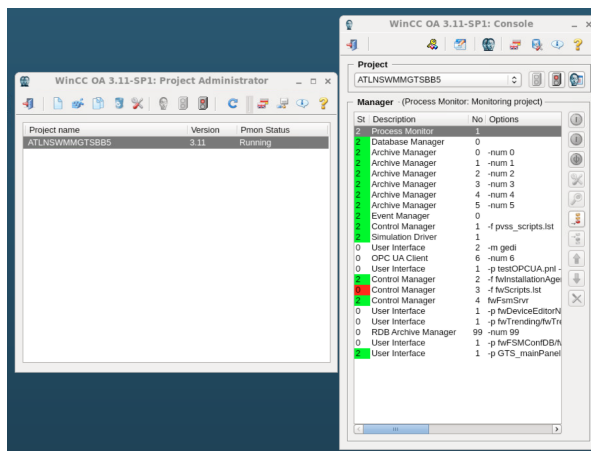 WinCC OA 3.11-SP1: Console
Project
ATLNSWMMGTSBB5
Manager (Process Monitor: Monitoring project)
St Description No Options
2 Process Monitor 1
2 Database Manager 0
2 Archive Manager 0 -num 0
2 Archive Manager 1 -num 1
2 Archive Manager 2 -num 2
2 Archive Manager 3 -num 3
2 Archive Manager 4 -num 4
2 Archive Manager 5 -num 5
2 Event Manager 0
2 Control Manager 1 -f pvss_scripts.lst
2 Simulation Driver 1
0 User Interface 2 -m gedi
0 OPC UA Client 6 -num 6
0 User Interface 1 -p testOPCUA.pnl -
2 Control Manager 2 -f fwInstallationAge
0 Control Manager 3 -f fwScripts.lst
2 Control Manager 4 fwFsmSrvr
0 User Interface 1 -p fwDeviceEditorN
0 User Interface 1 -p fwTrending/fwTre
0 RDB Archive Manager 99 -num 99
0 User Interface 1 -p fwFSMConfDB/f
2 User Interface 1 -p GTS_mainPanel
WinCC OA 3.11-SP1: Project Administrator
Project name Version Pmon Status
ATLNSWMMGTSBB5 3.11 Running